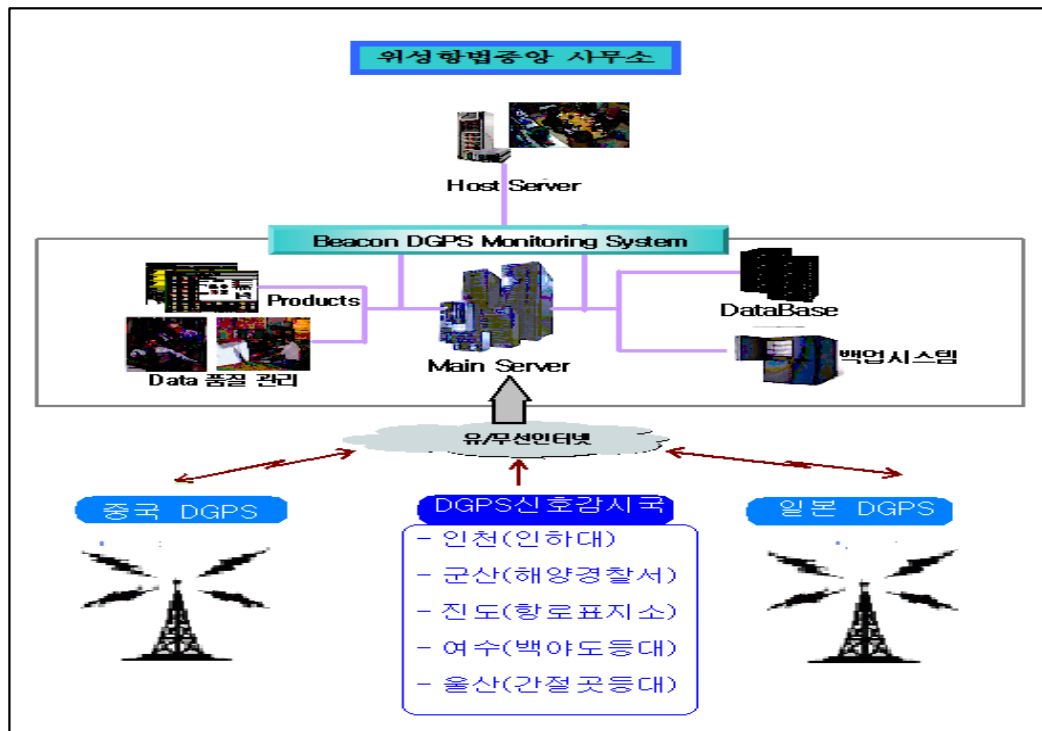 위성항법중앙 사무소
Host Server
Beacon DGPS Monitoring System
Products
DataBase
Main Server
백업시스템
Data 품질 관리
유/무선인터넷
중국 DGPS
DGPS신호감시국
일본 DGPS
- 인천(인하대)
- 군산(해양경찰서)
- 진도(항로표지소)
- 여수(백야도등대)
- 울산(간절곶등대)